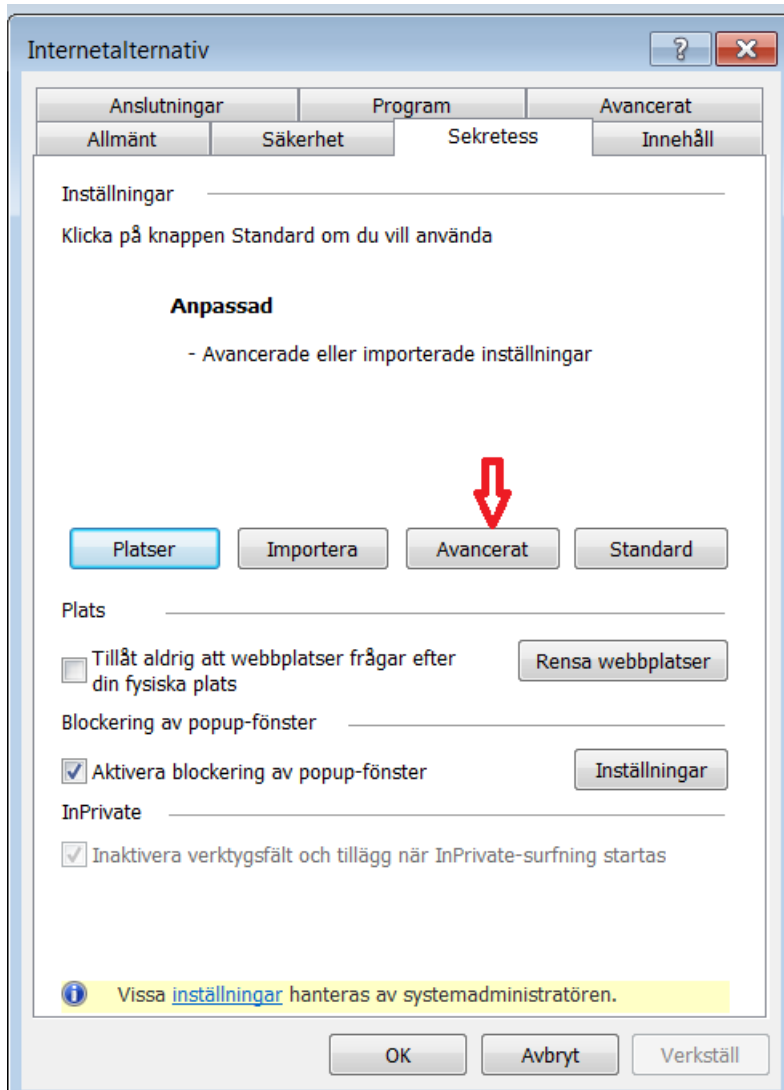 Internetalternativ
?
Anslutningar Program Avancerat
Allmänt Säkerhet Sekretess Innehåll
Inställningar
Klicka på knappen Standard om du vill använda
Anpassad
- Avancerade eller importerade inställningar
Platser Importera Avancerat Standard
Plats
Tillåt aldrig att webbplatser frågar efter
din fysiska plats
Rensa webbplatser
Blockering av popup-fönster
Aktivera blockering av popup-fönster
Inställningar
InPrivate
Inaktivera verktygsfält och tillägg när InPrivate-surfning startas
Vissa inställningar hanteras av systemadministratören.
OK Avbryt Verkställ